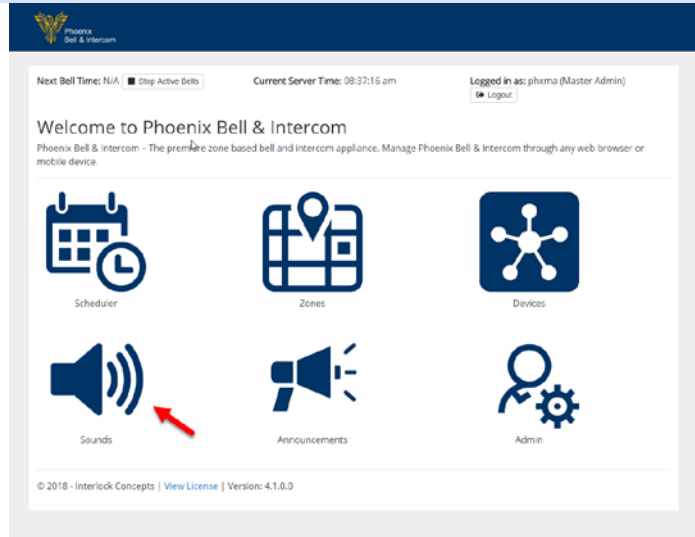 Phoenix
Bell & Intercom
Next Bell Time: N/A Stop Active Bells Current Server Time: 08:37:16 am Logged in as: phxma (Master Admin)
Logout
Welcome to Phoenix Bell & Intercom
Phoenix Bell & Intercom – The premiere zone based bell and intercom appliance. Manage Phoenix Bell & Intercom through any web browser or
mobile device.
Scheduler Zones Devices
Sounds Announcements Admin
© 2018 - Interlock Concepts | View License | Version: 4.1.0.0